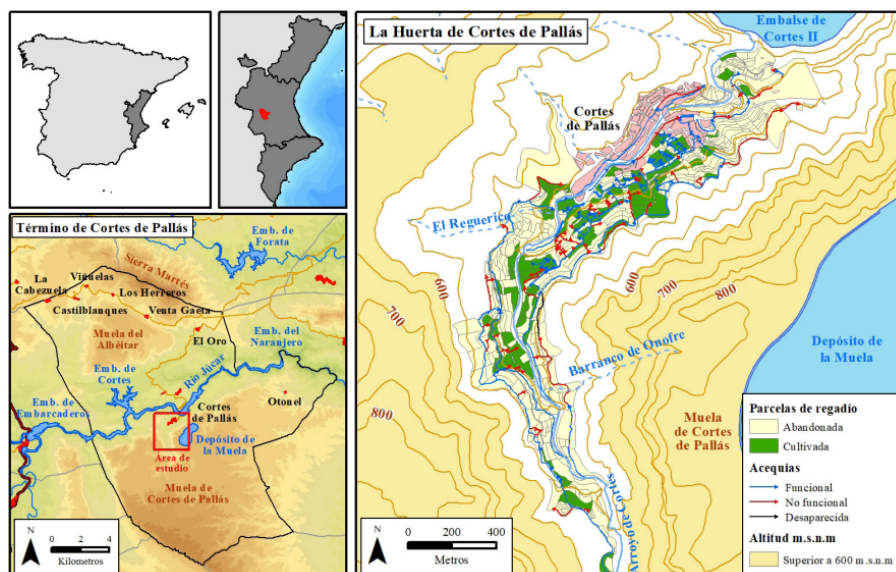 Término de Cortes de Pallás
Emb. de
Forata
Sierra Martés
La
Cabezuela
Viñuelas
Los Herreros
Castilblanques
Venta Gaeta
Muela del
Albéitar
El Oro
Emb. del
Naranjero
Emb. de
Cortes
Río Júcar
Emb. de
Embarcaderos
Cortes
de Pallás
Otonel
Depósito de
la Muela
Área de
estudio
Muela de
Cortes de Pallás
N
0 2 4
Kilometros
La Huerta de Cortes de Pallás
Embalse de
Cortes II
Cortes
de Pallás
El Reguerico
600
700
800
600
700
800
Barranco de Onofre
Depósito de
la Muela
Muela
de Cortes
de Pallás
Arroyo de Cortes
N
0 200 400
Metros
Parcelas de regadío
Abandonada
Cultivada
Acequias
Funcional
No funcional
Desaparecida
Altitud m.s.n.m
Superior a 600 m.s.n.m